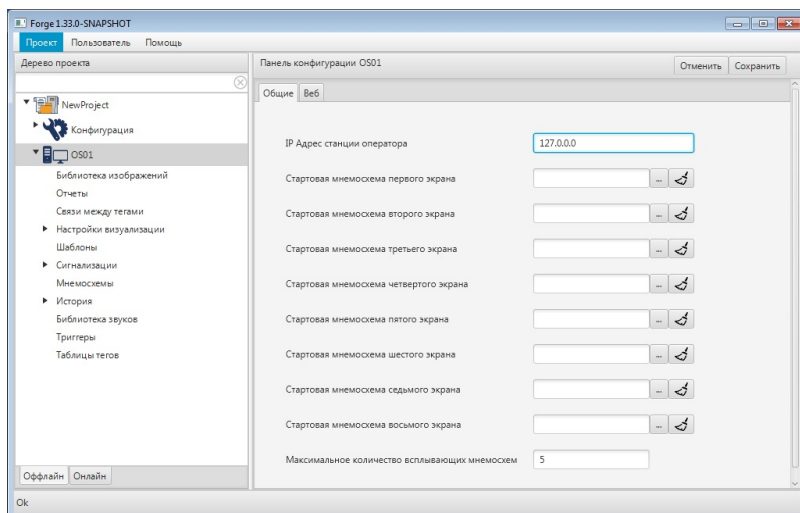 Forge 1.33.0-SNAPSHOT
Проект Пользователь Помощь
Дерево проекта
NewProject
Конфигурация
OS01
Библиотека изображений
Отчеты
Связи между тегами
Настройки визуализации
Шаблоны
Сигнализации
Мнемосхемы
История
Библиотека звуков
Триггеры
Таблицы тегов
Оффлайн Онлайн
Панель конфигурации OS01
Отменить Сохранить
Общие Веб
IP Адрес станции оператора 127.0.0.0
Стартовая мнемосхема первого экрана ...
Стартовая мнемосхема второго экрана ...
Стартовая мнемосхема третьего экрана ...
Стартовая мнемосхема четвертого экрана ...
Стартовая мнемосхема пятого экрана ...
Стартовая мнемосхема шестого экрана ...
Стартовая мнемосхема седьмого экрана ...
Стартовая мнемосхема восьмого экрана ...
Максимальное количество всплывающих мнемосхем 5
Ok